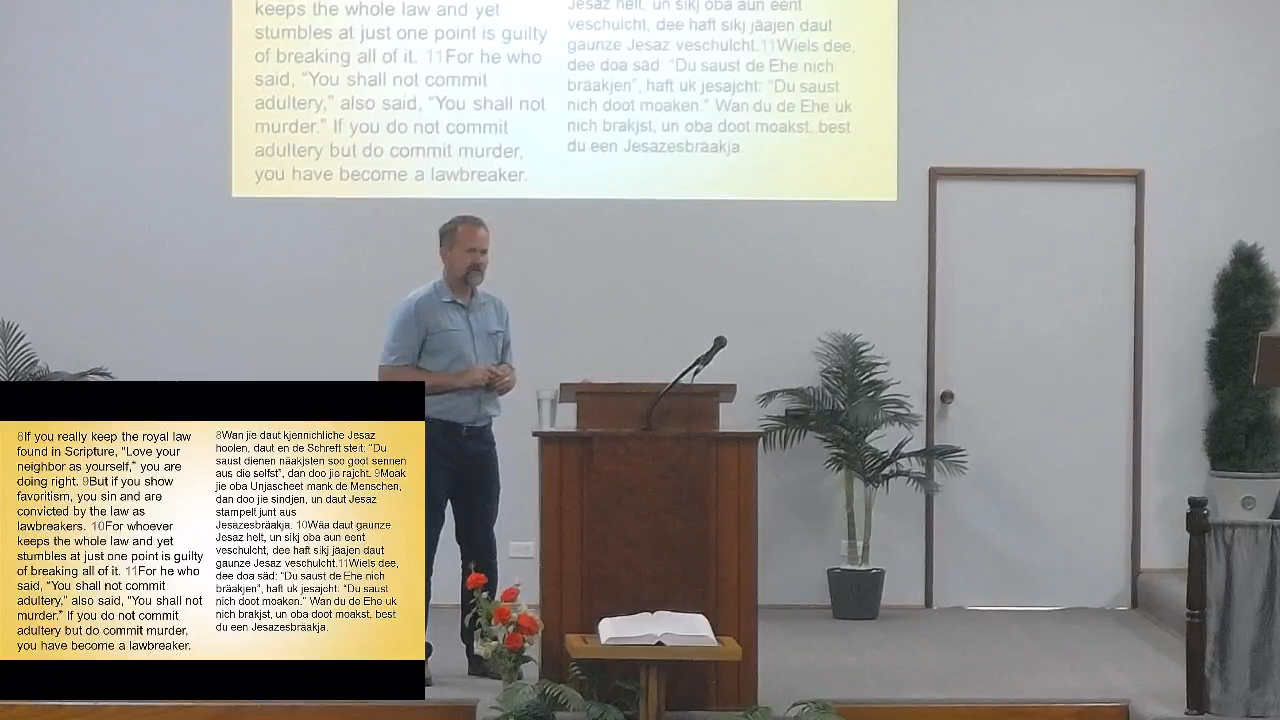 keeps the whole law and yet
stumbles at just one point is guilty
of breaking all of it. 11For he who
said, “You shall not commit
adultery,” also said, “You shall not
murder.” If you do not commit
adultery but do commit murder,
you have become a lawbreaker.
Jesaz helt, un sikj oba aun eent
veschulcht, dee haft sikj jäajen daut
gaunze Jesaz veschulcht.11Wiels dee,
dee doa säd: “Du saust de Ehe nich
bräakjen”, haft uk jesajcht: “Du saust
nich doot moaken.” Wan du de Ehe uk
nich brakjst, un oba doot moakst, best
du een Jesazesbräakja.
8If you really keep the royal law
found in Scripture, “Love your
neighbor as yourself,” you are
doing right. 9But if you show
favoritism, you sin and are
convicted by the law as
lawbreakers. 10For whoever
keeps the whole law and yet
stumbles at just one point is guilty
of breaking all of it. 11For he who
said, “You shall not commit
adultery,” also said, “You shall not
murder.” If you do not commit
adultery but do commit murder,
you have become a lawbreaker.
8Wan jie daut kjennichliche Jesaz
hoolen, daut en de Schreft steit: “Du
saust dienen näakjsten soo goot sennen
aus die selfst”, dan doo jie rajcht. 9Moak
jie oba Unjascheet mank de Menschen,
dan doo jie sindjen, un daut Jesaz
stampelt junt aus
Jesazesbräakja. 10Wäa daut gaunze
Jesaz helt, un sikj oba aun eent
veschulcht, dee haft sikj jäajen daut
gaunze Jesaz veschulcht.11Wiels dee,
dee doa säd: “Du saust de Ehe nich
bräakjen”, haft uk jesajcht: “Du saust
nich doot moaken.” Wan du de Ehe uk
nich brakjst, un oba doot moakst, best
du een Jesazesbräakja.